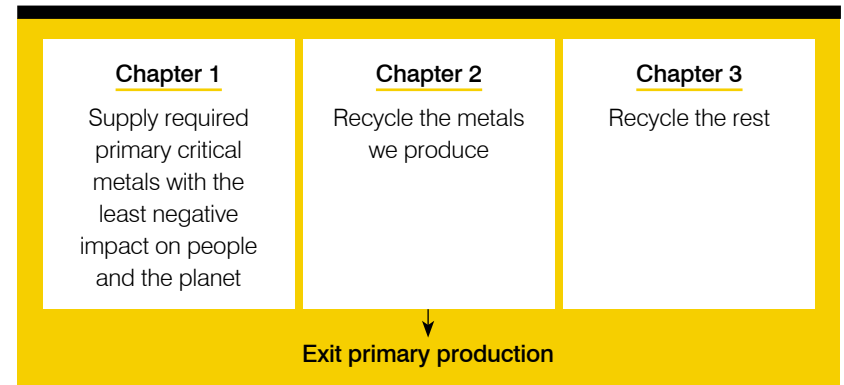 Chapter 1
Supply required
primary critical
metals with the
least negative
impact on people
and the planet
Chapter 2
Recycle the metals
we produce
Chapter 3
Recycle the rest
Exit primary production